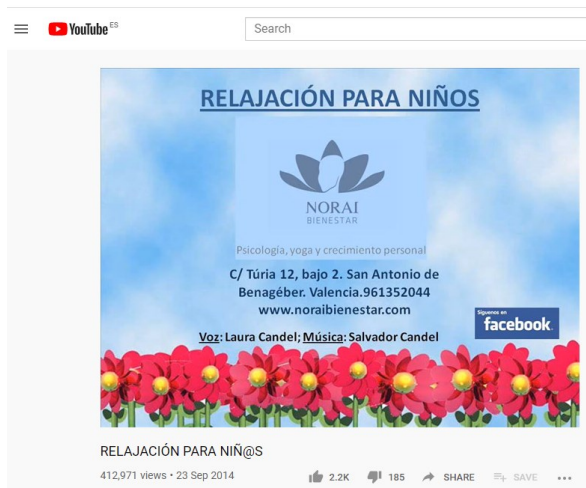 YouTube ES
Search
RELAJACIÓN PARA NIÑOS
NORAI
BIENESTAR
Psicología, yoga y crecimiento personal
C/ Túria 12, bajo 2. San Antonio de
Benagéber. Valencia.961352044
www.noraibienestar.com
Síguenos en
facebook
Voz: Laura Candel; Música: Salvador Candel
RELAJACIÓN PARA NIÑ@S
412,971 views • 23 Sep 2014
2.2K 185 SHARE SAVE